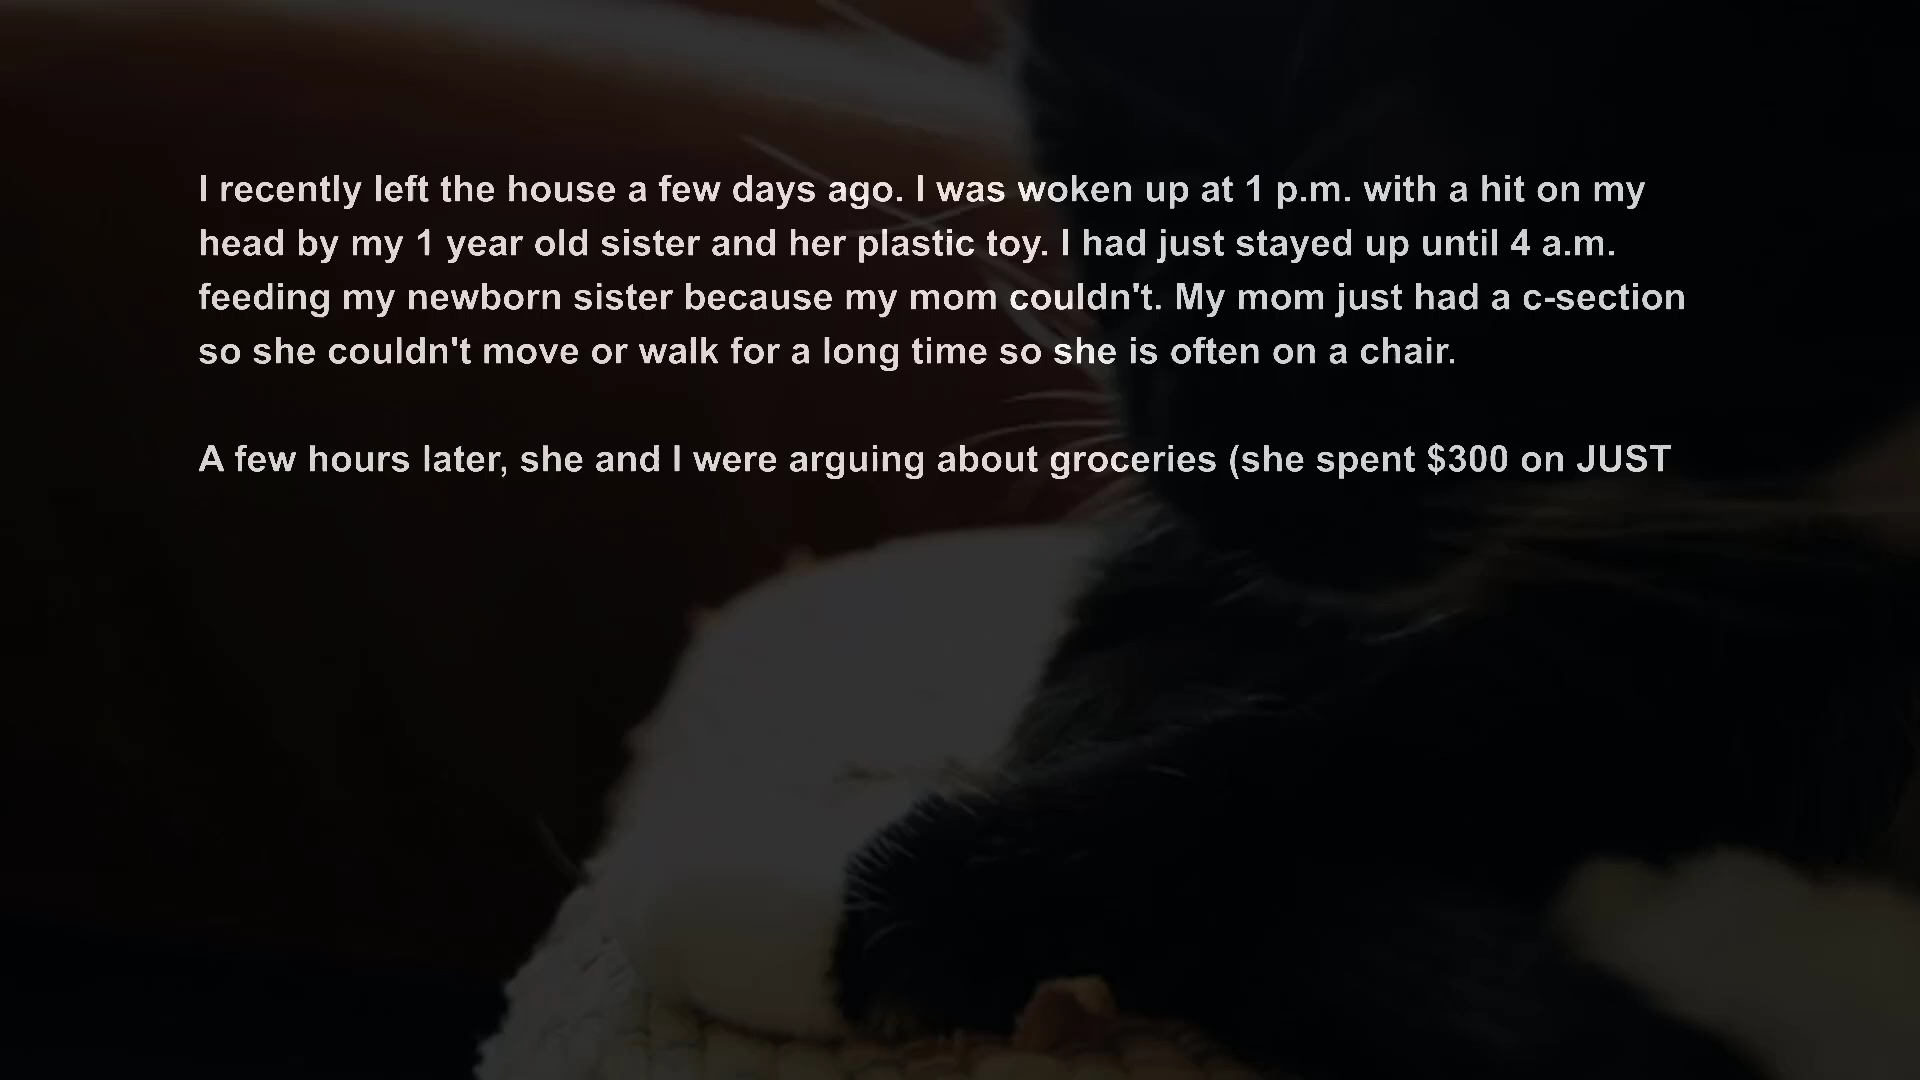 I recently left the house a few days ago. I was woken up at 1 p.m. with a hit on my
head by my 1 year old sister and her plastic toy. I had just stayed up until 4 a.m.
feeding my newborn sister because my mom couldn't. My mom just had a c-section
so she couldn't move or walk for a long time so she is often on a chair.
A few hours later, she and I were arguing about groceries (she spent $300 on JUST